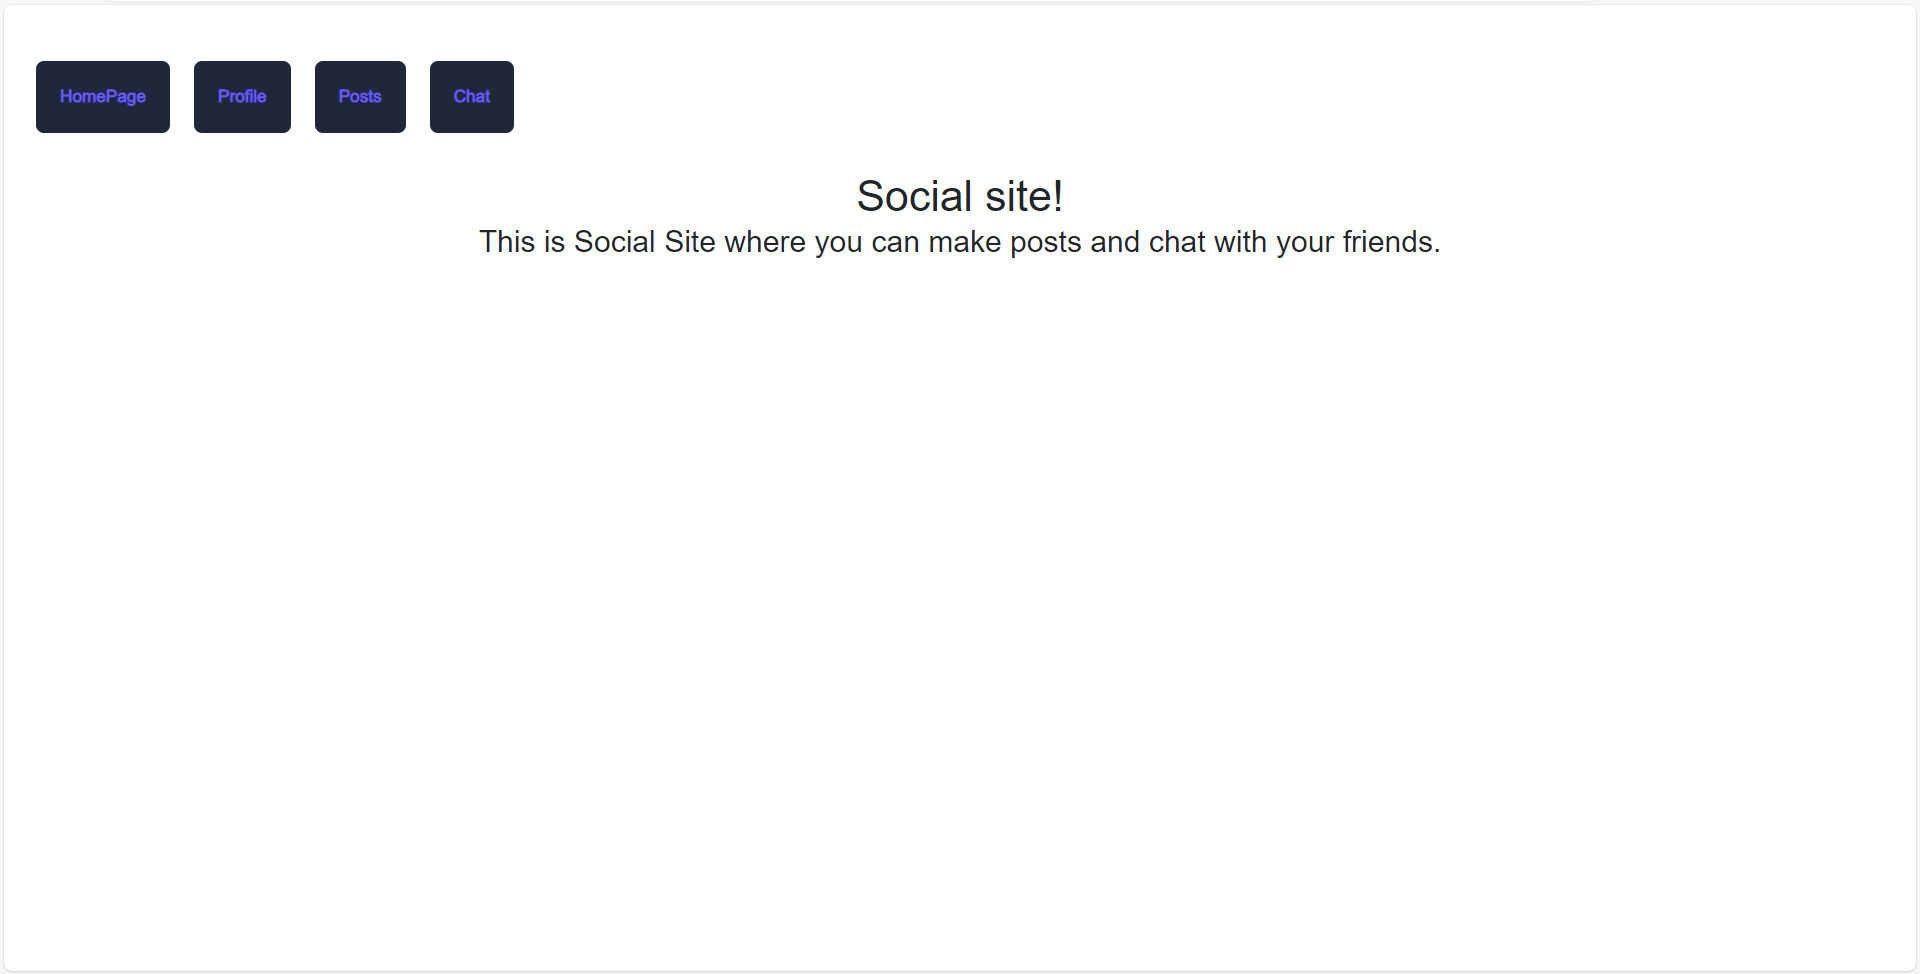 HomePage Profile Posts Chat
Social site!
This is Social Site where you can make posts and chat with your friends.